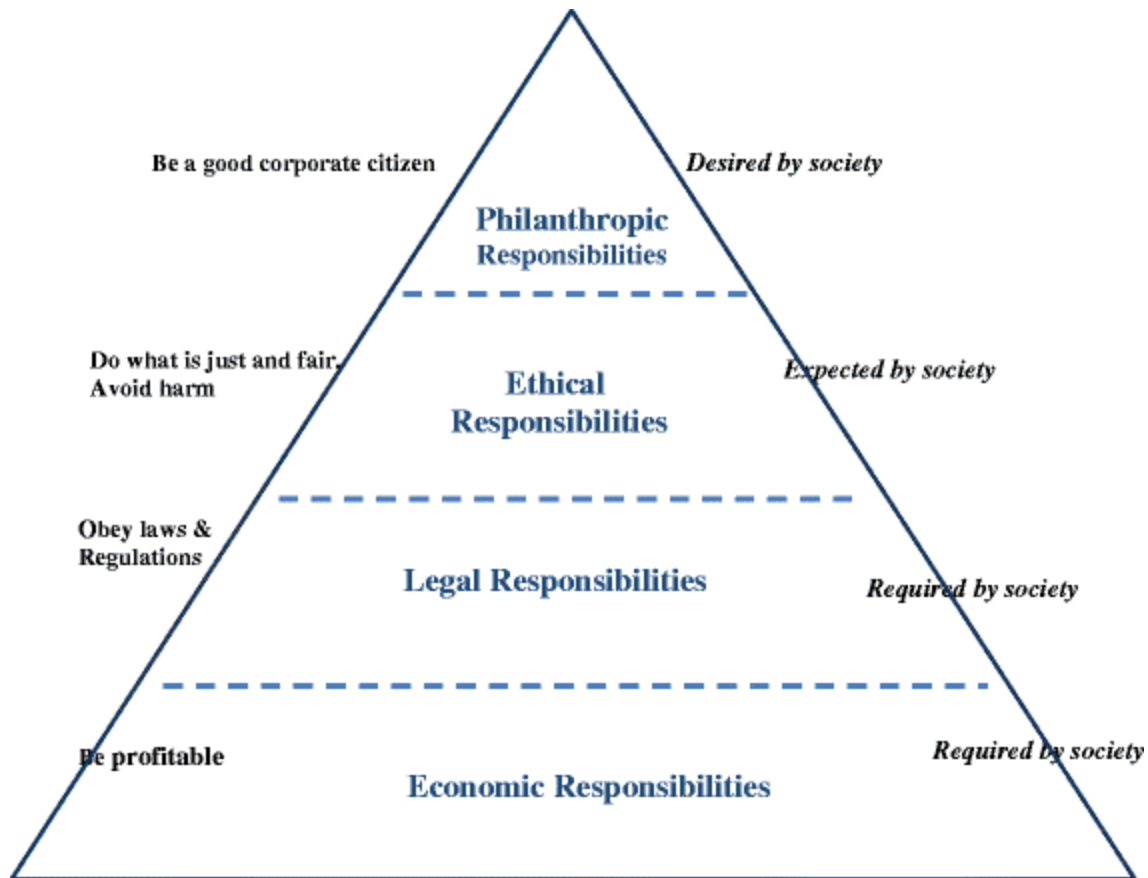 Be a good corporate citizen
Desired by society
Philanthropic
Responsibilities
Do what is just and fair,
Avoid harm
Expected by society
Ethical
Responsibilities
Obey laws &
Regulations
Legal Responsibilities
Required by society
Be profitable
Required by society
Economic Responsibilities